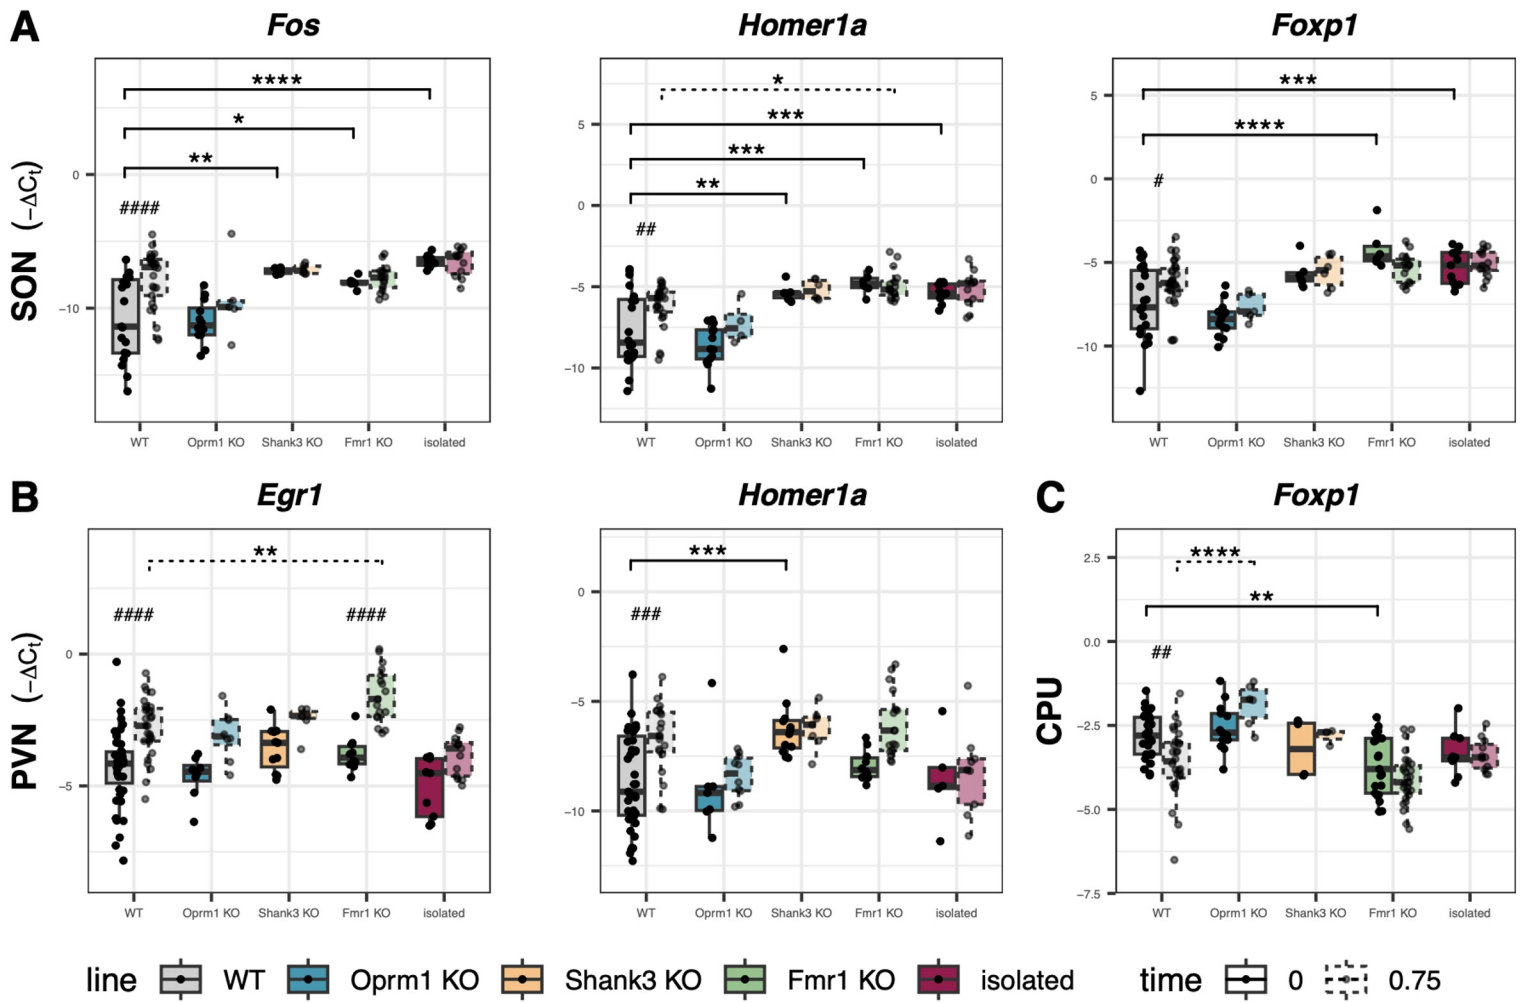 A
Fos
Homer1a
Foxp1
SON (−ΔCt)
0
−10
****
*
**
####
WT
Oprm1 KO
Shank3 KO
Fmr1 KO
isolated
5
0
−5
−10
*
***
***
**
##
WT
Oprm1 KO
Shank3 KO
Fmr1 KO
isolated
5
0
−5
−10
***
****
#
WT
Oprm1 KO
Shank3 KO
Fmr1 KO
isolated
B
Egr1
Homer1a
C
Foxp1
PVN (−ΔCt)
0
−5
**
####
####
WT
Oprm1 KO
Shank3 KO
Fmr1 KO
isolated
0
−5
−10
***
###
WT
Oprm1 KO
Shank3 KO
Fmr1 KO
isolated
CPU
2.5
0.0
−2.5
−5.0
−7.5
****
**
##
WT
Oprm1 KO
Shank3 KO
Fmr1 KO
isolated
line WT Oprm1 KO Shank3 KO Fmr1 KO isolated time 0 0.75